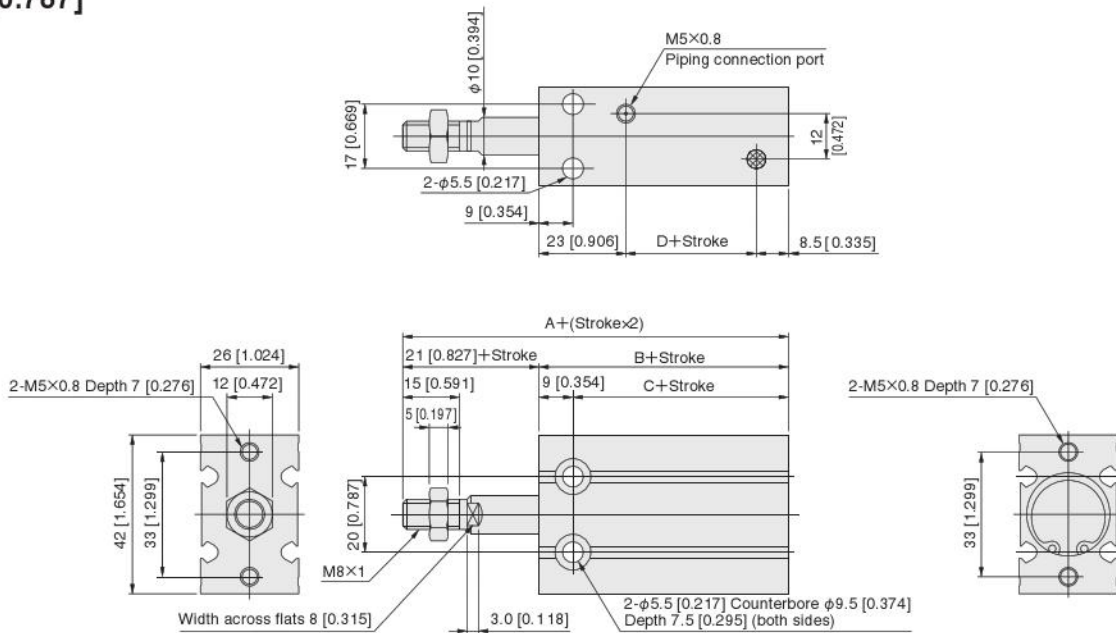 0.787]
φ10 [0.394]
M5×0.8
Piping connection port
17 [0.669]
12
[0.472]
2-φ5.5 [0.217]
9 [0.354]
23 [0.906]
D+Stroke
8.5 [0.335]
A+(Stroke×2)
26 [1.024]
21 [0.827]+Stroke
B+Stroke
2-M5×0.8 Depth 7 [0.276]
12 [0.472]
15 [0.591]
9 [0.354]
C+Stroke
2-M5×0.8 Depth 7 [0.276]
5 [0.197]
42 [1.654]
33 [1.299]
20 [0.787]
33 [1.299]
M8×1
Width across flats 8 [0.315]
3.0 [0.118]
2-φ5.5 [0.217] Counterbore φ9.5 [0.374]
Depth 7.5 [0.295] (both sides)